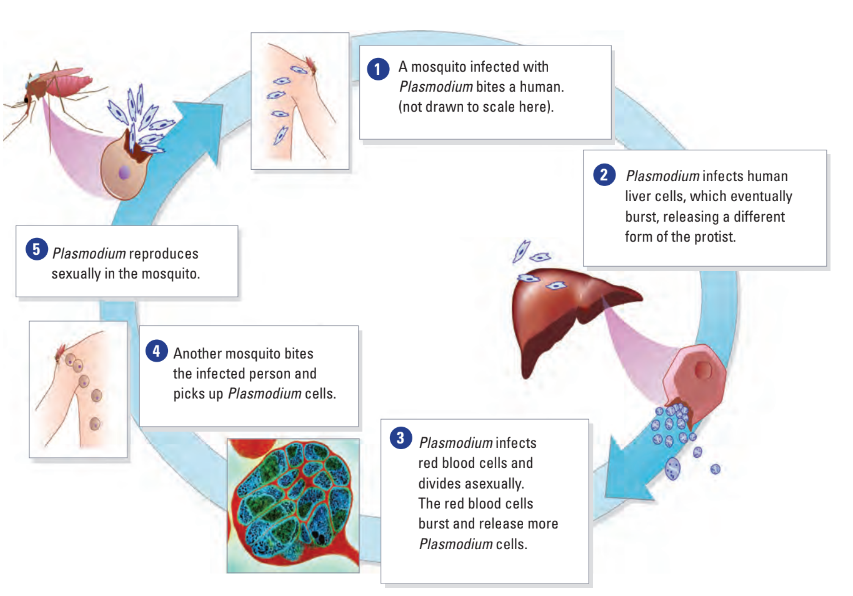 1 A mosquito infected with
Plasmodium bites a human.
(not drawn to scale here).
2 Plasmodium infects human
liver cells, which eventually
burst, releasing a different
form of the protist.
3 Plasmodium infects
red blood cells and
divides asexually.
The red blood cells
burst and release more
Plasmodium cells.
4 Another mosquito bites
the infected person and
picks up Plasmodium cells.
5 Plasmodium reproduces
sexually in the mosquito.